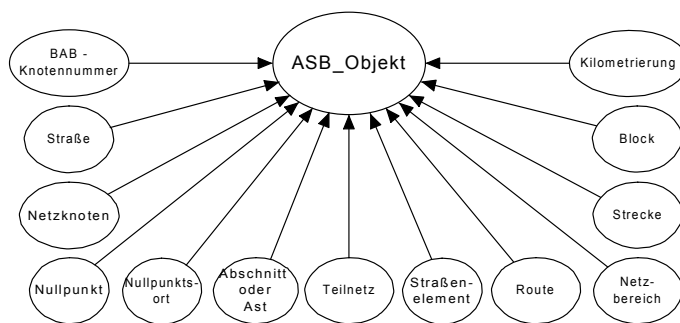 BAB -
Knotennummer
ASB_Objekt
Kilometrierung
Straße
Block
Netzknoten
Strecke
Nullpunkt
Nullpunkts-
ort
Abschnitt
oder
Ast
Teilnetz
Straßen-
element
Route
Netz-
bereich